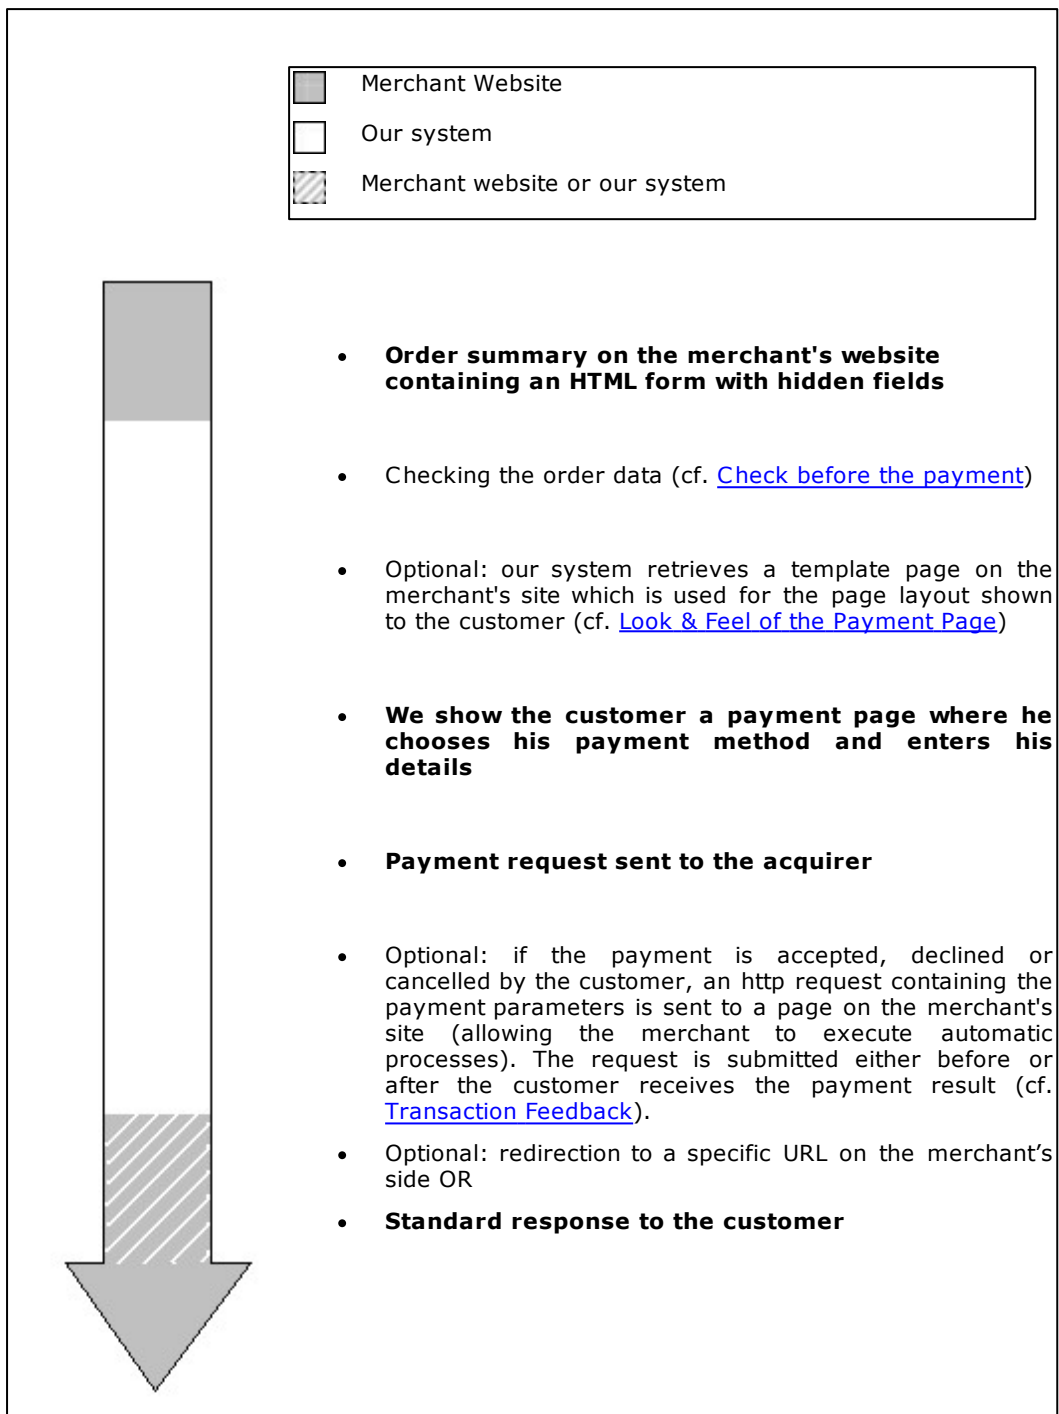 Merchant Website
Our system
Merchant website or our system
• Order summary on the merchant's website
containing an HTML form with hidden fields
• Checking the order data (cf. Check before the payment)
• Optional: our system retrieves a template page on the
merchant's site which is used for the page layout shown
to the customer (cf. Look & Feel of the Payment Page)
• We show the customer a payment page where he
chooses his payment method and enters his
details
• Payment request sent to the acquirer
• Optional: if the payment is accepted, declined or
cancelled by the customer, an http request containing the
payment parameters is sent to a page on the merchant's
site (allowing the merchant to execute automatic
processes). The request is submitted either before or
after the customer receives the payment result (cf.
Transaction Feedback).
• Optional: redirection to a specific URL on the merchant’s
side OR
• Standard response to the customer